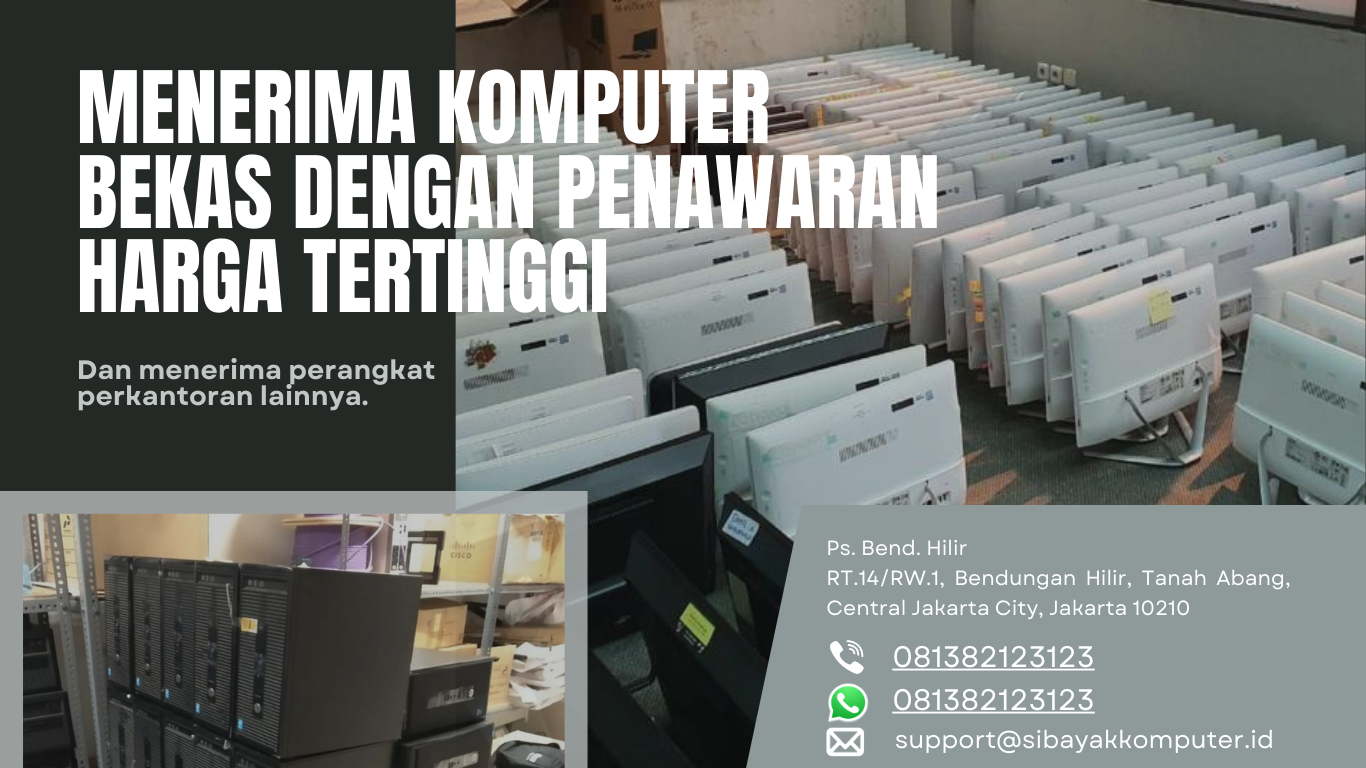 MENERIMA KOMPUTER
BEKAS DENGAN PENAWARAN
HARGA TERTINGGI
Dan menerima perangkat
perkantoran lainnya.
CISCO
Ps. Bend. Hilir
RT.14/RW.1, Bendungan Hilir, Tanah Abang,
Central Jakarta City, Jakarta 10210
081382123123
081382123123
support@sibayakkomputer.id